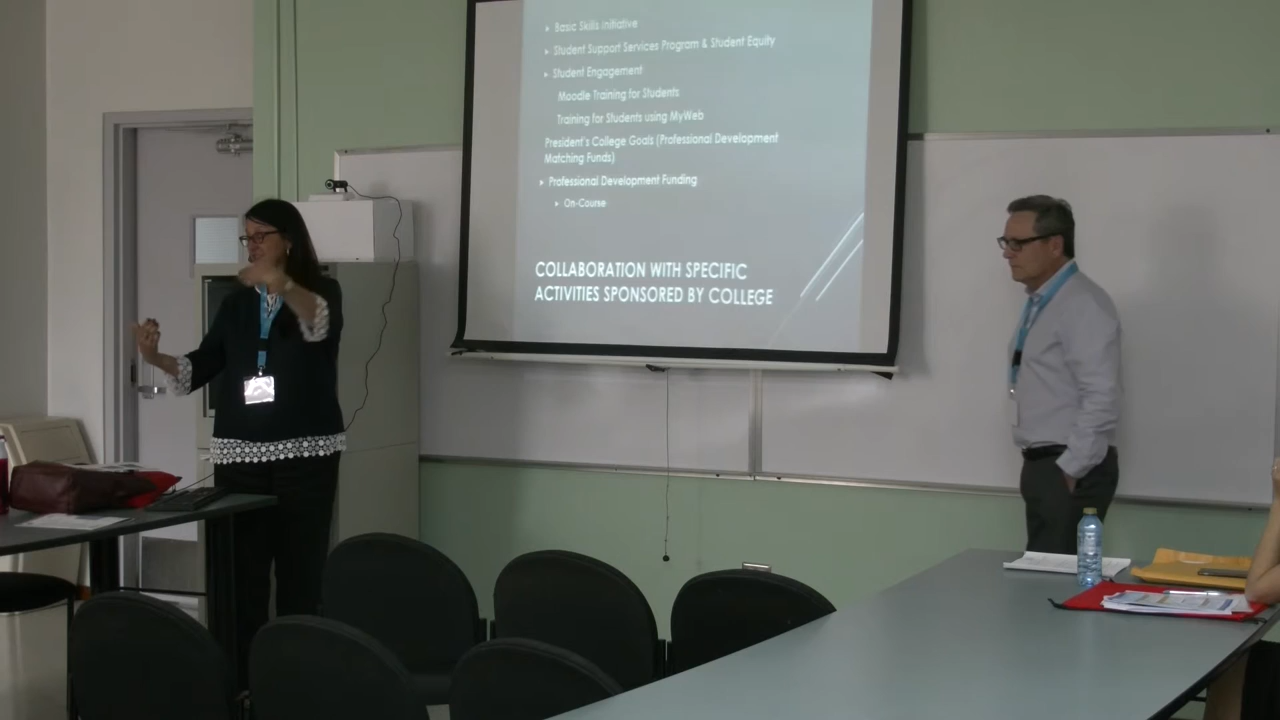 Basic Skills Initiative
Student Support Services Program & Student Equity
Student Engagement
Moodle Training for Students
Training for Students using MyWeb
President's College Goals (Professional Development
Matching Funds)
Professional Development Funding
On-Course
COLLABORATION WITH SPECIFIC
ACTIVITIES SPONSORED BY COLLEGE